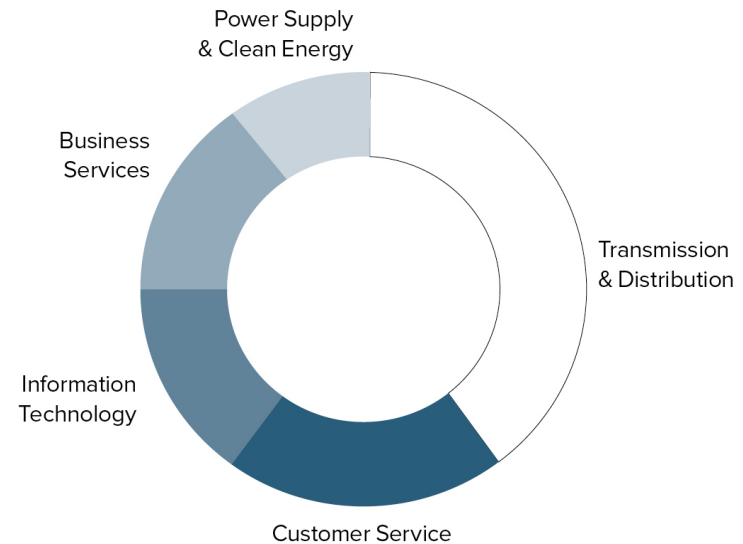 Power Supply
& Clean Energy
Business
Services
Transmission
& Distribution
Information
Technology
Customer Service